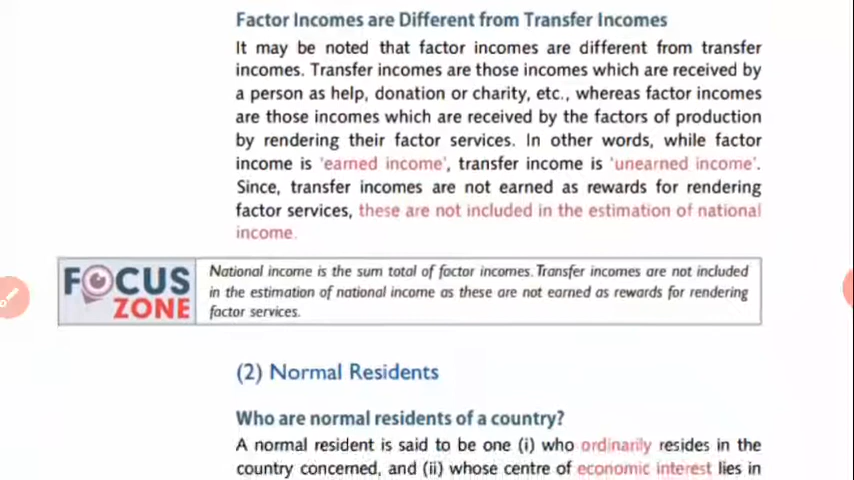 Factor Incomes are Different from Transfer Incomes
It may be noted that factor incomes are different from transfer
incomes. Transfer incomes are those incomes which are received by
a person as help, donation or charity, etc., whereas factor incomes
are those incomes which are received by the factors of production
by rendering their factor services. In other words, while factor
income is 'earned income', transfer income is 'unearned income'.
Since, transfer incomes are not earned as rewards for rendering
factor services, these are not included in the estimation of national
income.
FOCUS
ZONE
National income is the sum total of factor incomes. Transfer incomes are not included
in the estimation of national income as these are not earned as rewards for rendering
factor services.
(2) Normal Residents
Who are normal residents of a country?
A normal resident is said to be one (i) who ordinarily resides in the
country concerned, and (ii) whose centre of economic interest lies in